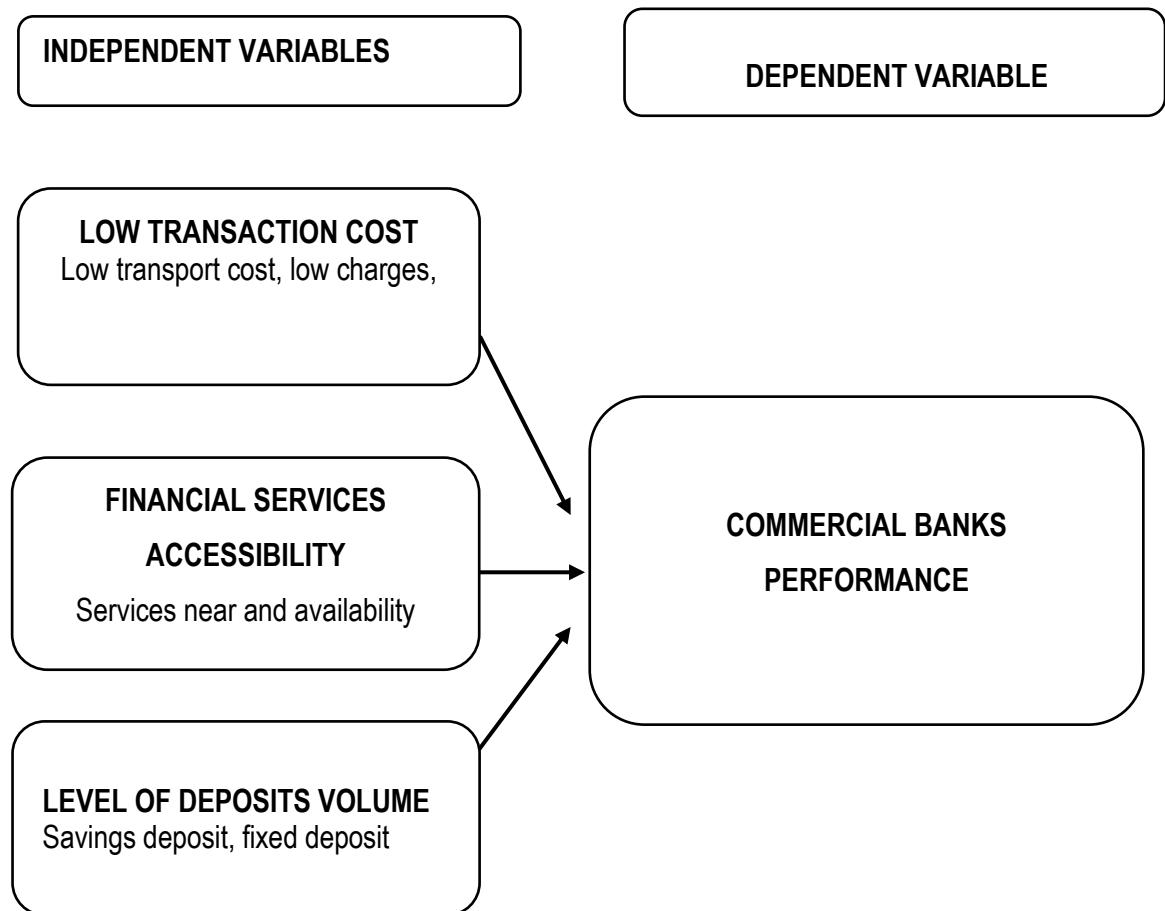 INDEPENDENT VARIABLES
DEPENDENT VARIABLE
LOW TRANSACTION COST
Low transport cost, low charges,
FINANCIAL SERVICES
ACCESSIBILITY
Services near and availability
COMMERCIAL BANKS
PERFORMANCE
LEVEL OF DEPOSITS VOLUME
Savings deposit, fixed deposit